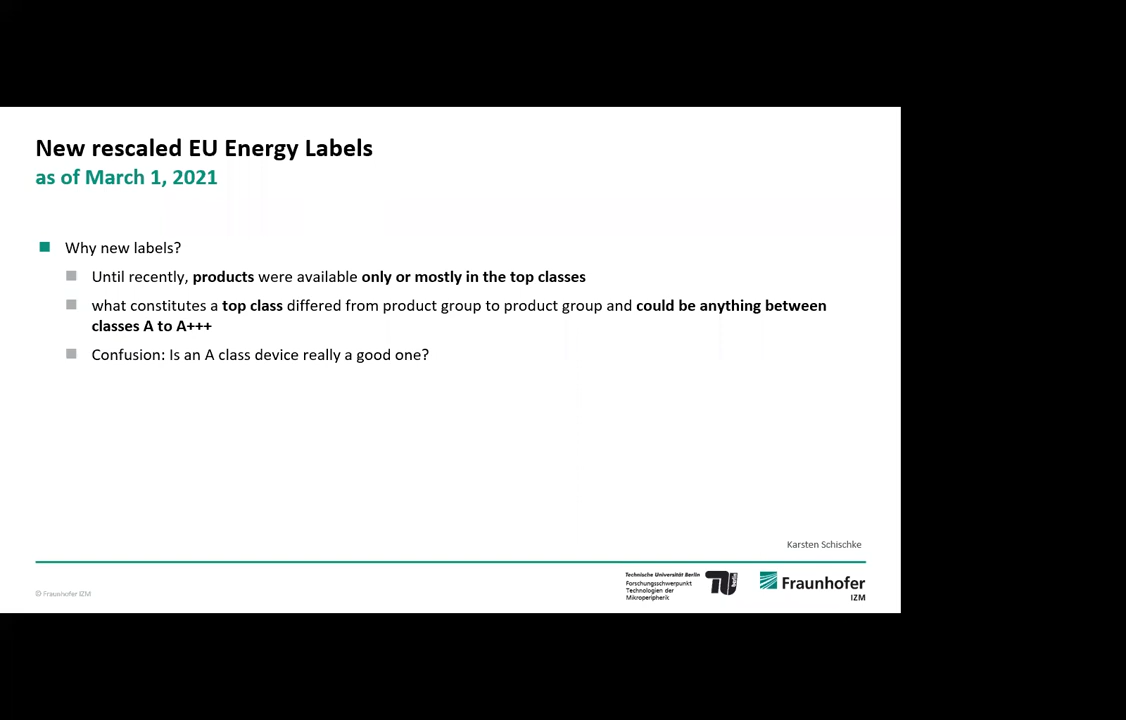 New rescaled EU Energy Labels
as of March 1, 2021
Why new labels?
Until recently, products were available only or mostly in the top classes
what constitutes a top class differed from product group to product group and could be anything between
classes A to A+++
Confusion: Is an A class device really a good one?
Karsten Schischke
© Fraunhofer IZM
Technische Universität Berlin
Forschungsschwerpunkt
Technologien der
Mikroperipherik
berlin
Fraunhofer
IZM